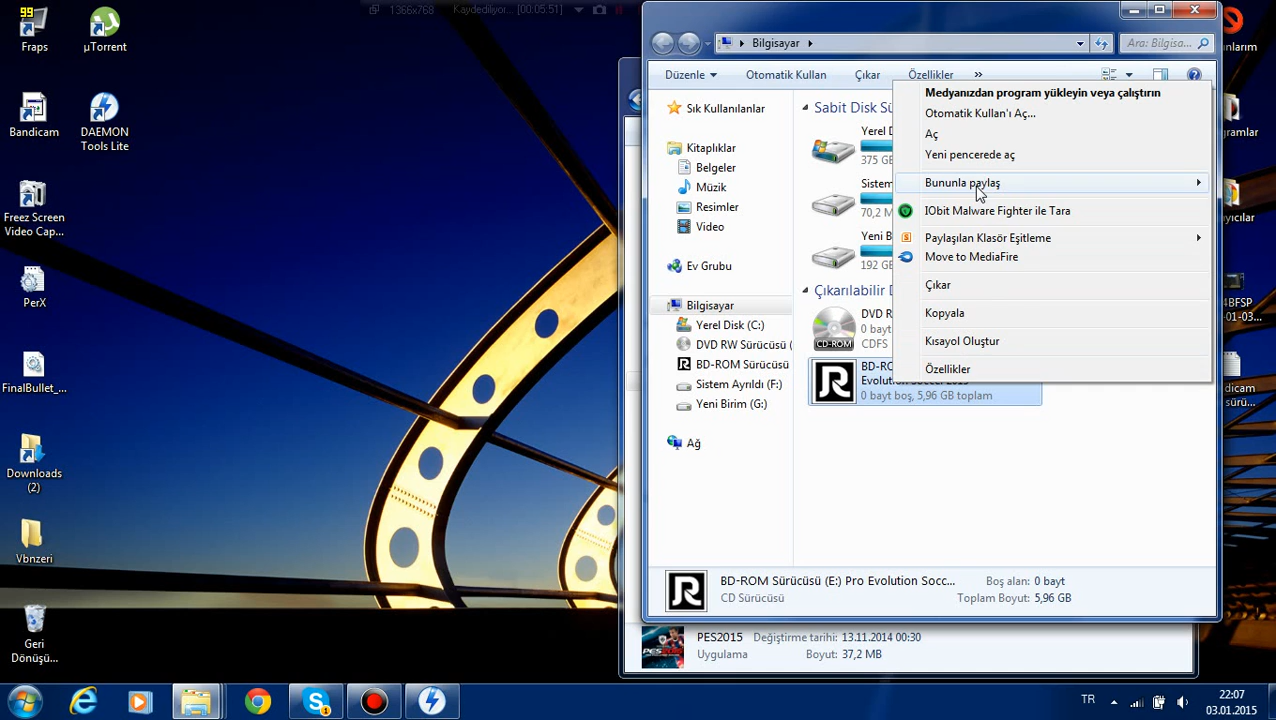 99
Fraps
µTorrent
Bandicam
DAEMON
Tools Lite
Freez Screen
Video Cap...
PerX
FinalBullet_...
Downloads
(2)
Vbnzeri
Geri
Dönüşü...
1366x768
Kaydediliyor...
[00:05:51]
Bilgisayar
Ara: Bilgisa...
Düzenle
Otomatik Kullan
Çıkar
Özellikler
»
Sık Kullanılanlar
Kitaplıklar
Belgeler
Müzik
Resimler
Video
Ev Grubu
Bilgisayar
Yerel Disk (C:)
DVD RW Sürücüsü (
BD-ROM Sürücüsü
Sistem Ayrıldı (F:)
Yeni Birim (G:)
Ağ
Sabit Disk Sü
Yerel D
375 GB
Sistem
70,2 M
Yeni B
192 GB
Çıkarılabilir D
CD-ROM
DVD R
0 bayt
CDFS
BD-RO
Evolution Soccer 2015
0 bayt boş, 5,96 GB toplam
Medyanızdan program yükleyin veya çalıştırın
Otomatik Kullan'ı Aç...
Aç
Yeni pencerede aç
Bununla paylaş
IObit Malware Fighter ile Tara
Paylaşılan Klasör Eşitleme
Move to MediaFire
Çıkar
Kopyala
Kısayol Oluştur
Özellikler
BD-ROM Sürücüsü (E:) Pro Evolution Socc...
Boş alan: 0 bayt
CD Sürücüsü
Toplam Boyut: 5,96 GB
PES2015
Değiştirme tarihi: 13.11.2014 00:30
Uygulama
Boyut: 37,2 MB
TR
22:07
03.01.2015